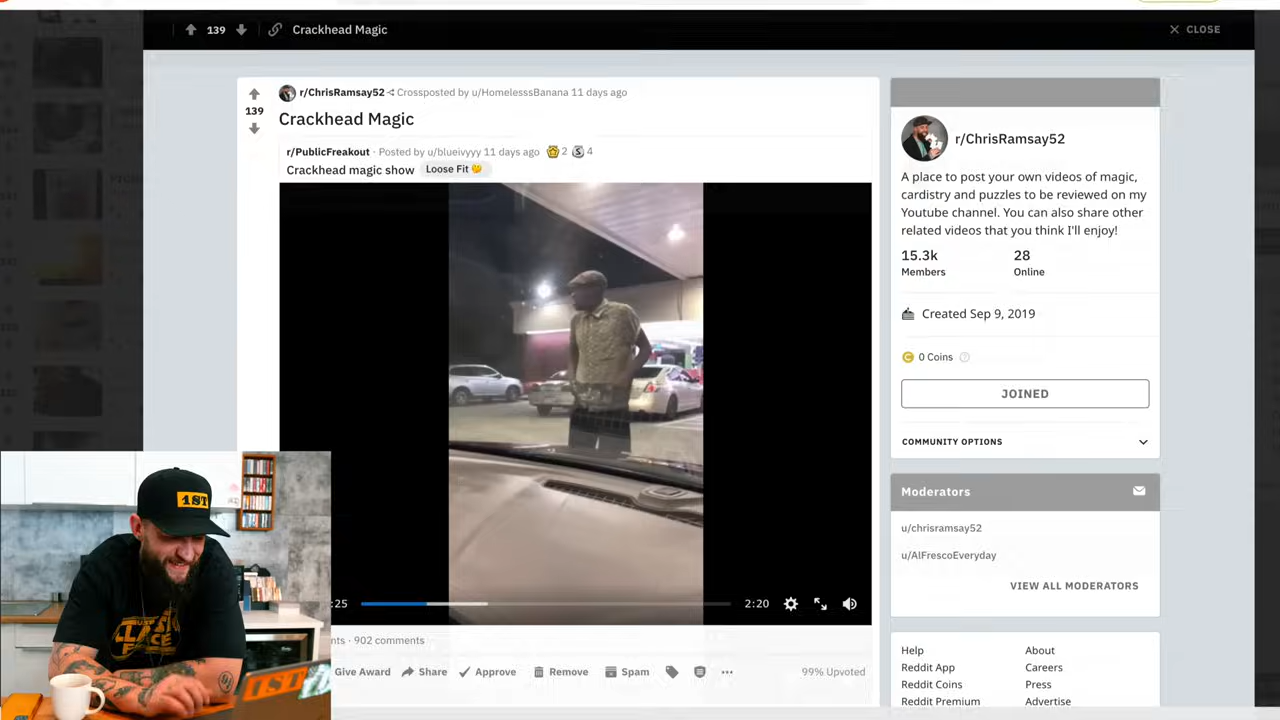 139
Crackhead Magic
CLOSE
r/ChrisRamsay52 Crossposted by u/HomelesssBanana 11 days ago
139
Crackhead Magic
r/PublicFreakout · Posted by u/blueivyyy 11 days ago 2 4
Crackhead magic show Loose Fit
:25
2:20
nts · 902 comments
Give Award Share Approve Remove Spam 99% Upvoted
r/ChrisRamsay52
A place to post your own videos of magic,
cardistry and puzzles to be reviewed on my
Youtube channel. You can also share other
related videos that you think I'll enjoy!
15.3k 28
Members Online
Created Sep 9, 2019
0 Coins
JOINED
COMMUNITY OPTIONS
Moderators
u/chrisramsay52
u/AlFrescoEveryday
VIEW ALL MODERATORS
Help About
Reddit App Careers
Reddit Coins Press
Reddit Premium Advertise
1ST
1ST